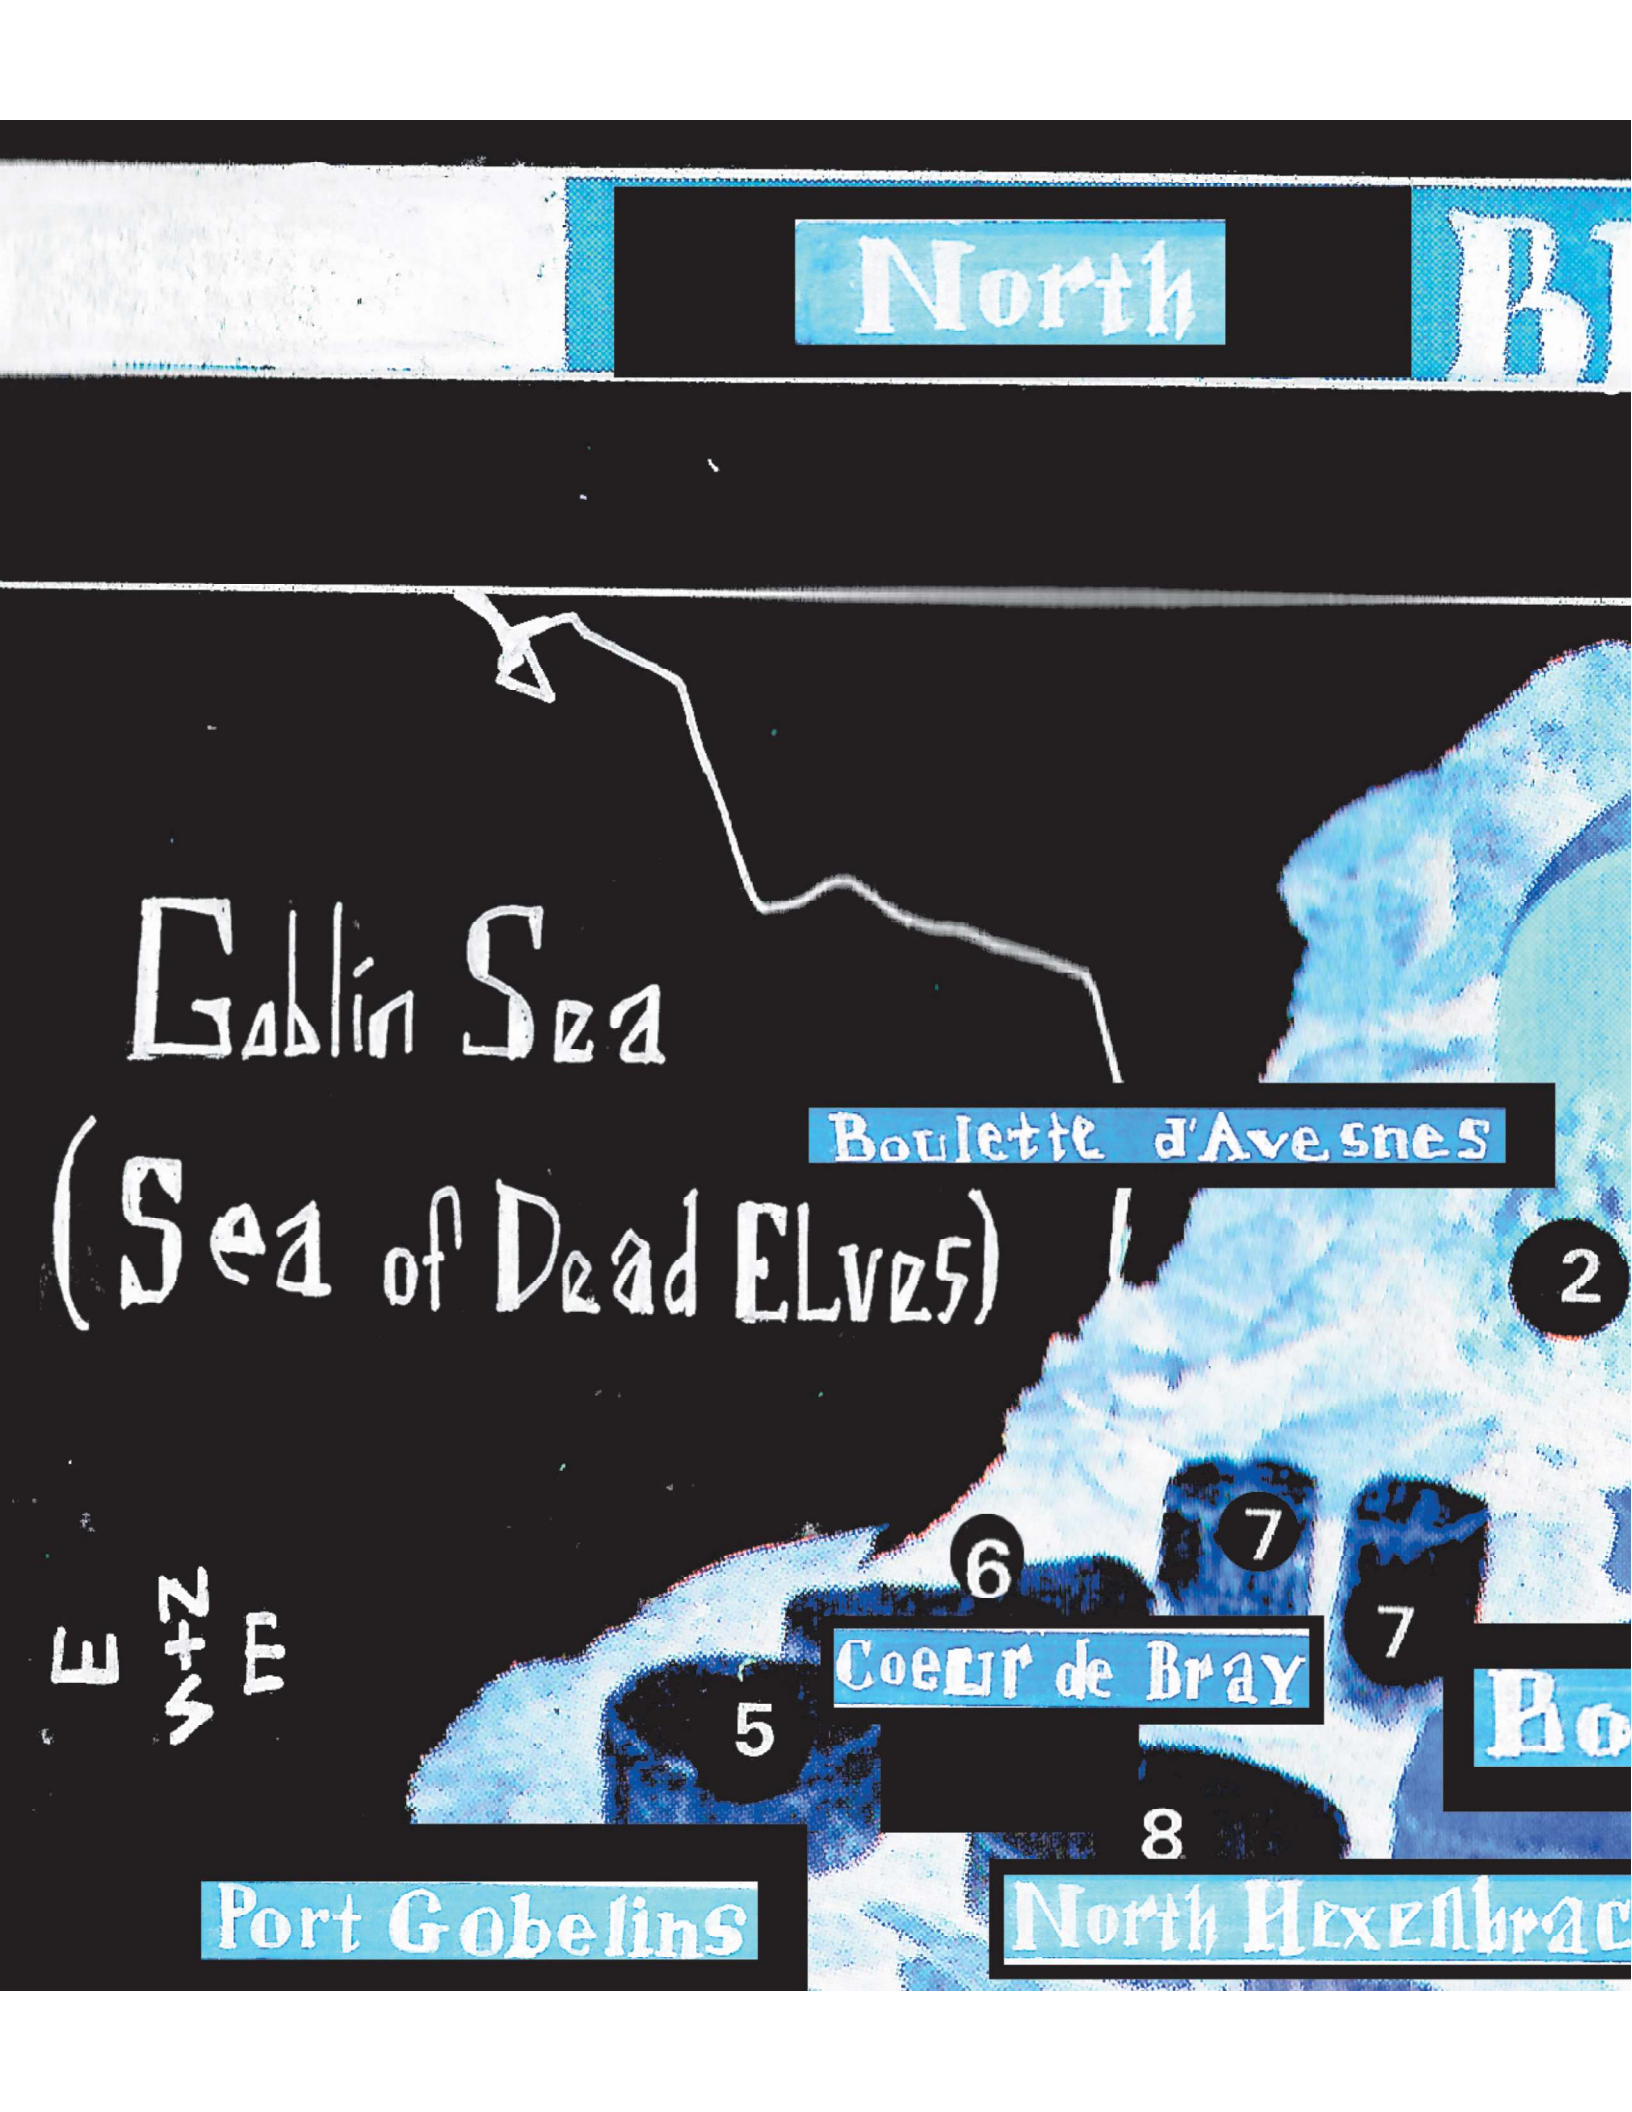 North
Goblin Sea
Boulette d'Avesnes
(Sea of Dead ELves)
2
7
6
7
N
E + E
S
Coeur de Bray
5
Bo
8
Port Gobelins
North Hexenbrac